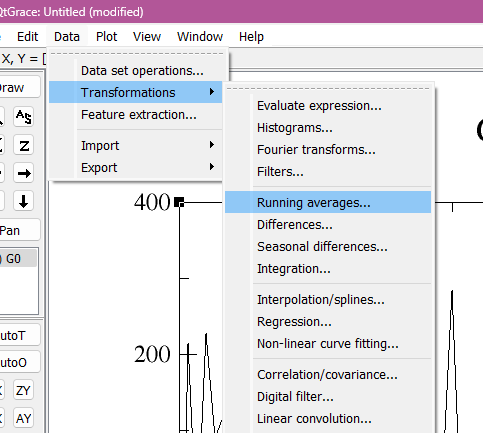 QtGrace: Untitled (modified)
Edit Data Plot View Window Help
X, Y = [
Draw
Data set operations...
Transformations
Feature extraction...
Import
Export
Evaluate expression...
Histograms...
Fourier transforms...
Filters...
Running averages...
Differences...
Seasonal differences...
Integration...
Interpolation/splines...
Regression...
Non-linear curve fitting...
Correlation/covariance...
Digital filter...
Linear convolution...
AS
Z
Pan
) G0
utoT
utoO
ZY
AY
400
200